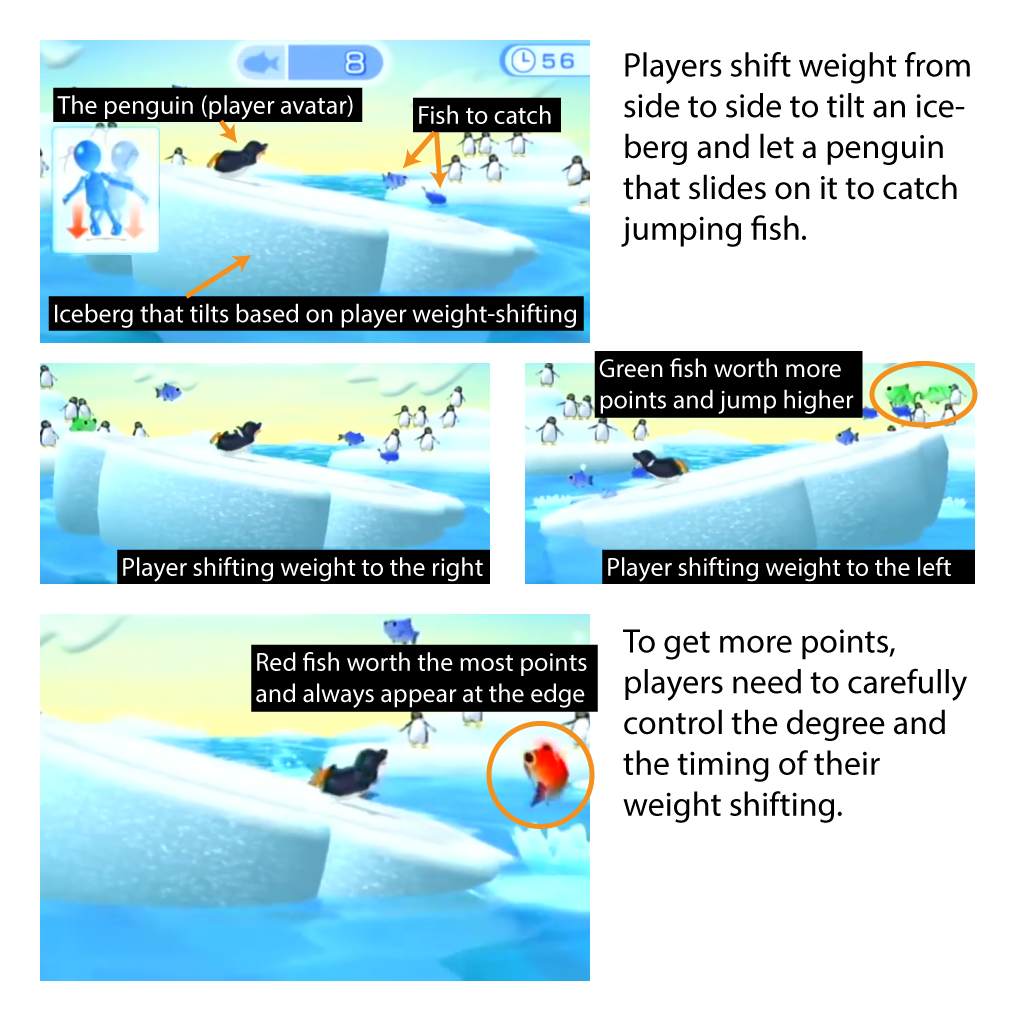 8
56
The penguin (player avatar)
Fish to catch
Iceberg that tilts based on player weight-shifting
Players shift weight from
side to side to tilt an ice-
berg and let a penguin
that slides on it to catch
jumping fish.
Player shifting weight to the right
Green fish worth more
points and jump higher
Player shifting weight to the left
Red fish worth the most points
and always appear at the edge
To get more points,
players need to carefully
control the degree and
the timing of their
weight shifting.